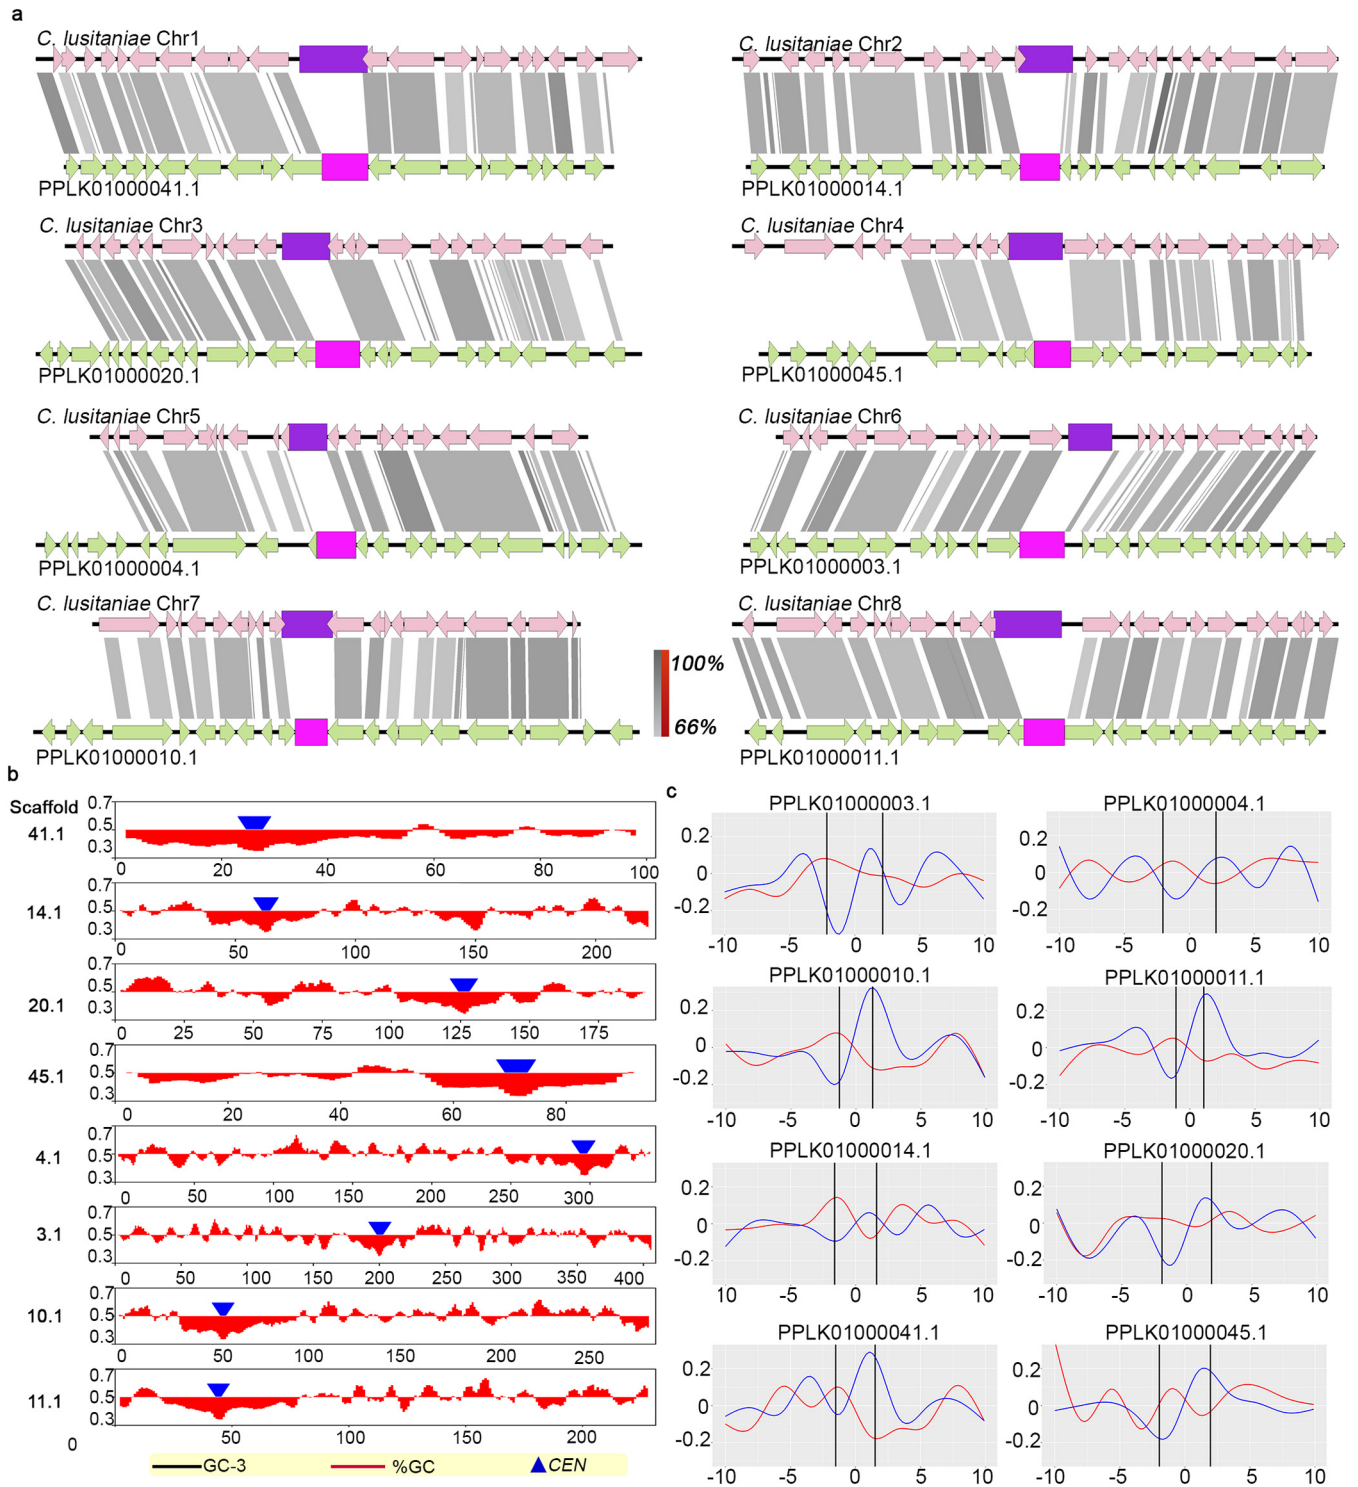 a
C. lusitaniae Chr1
PPLK01000041.1
C. lusitaniae Chr2
PPLK01000014.1
C. lusitaniae Chr3
PPLK01000020.1
C. lusitaniae Chr4
PPLK01000045.1
C. lusitaniae Chr5
PPLK01000004.1
C. lusitaniae Chr6
PPLK01000003.1
C. lusitaniae Chr7
PPLK01000010.1
100%
66%
C. lusitaniae Chr8
PPLK01000011.1
b
Scaffold
41.1
0.7
0.5
0.3
0 20 40 60 80 100
14.1
0.7
0.5
0.3
0 50 100 150 200
20.1
0.7
0.5
0.3
0 25 50 75 100 125 150 175
45.1
0.7
0.5
0.3
0 20 40 60 80
4.1
0.7
0.5
0.3
0 50 100 150 200 250 300
3.1
0.7
0.5
0.3
0 50 100 150 200 250 300 350 400
10.1
0.7
0.5
0.3
0 50 100 150 200 250
11.1
0.7
0.5
0.3
0 50 100 150 200
GC-3 %GC CEN
c
PPLK01000003.1
0.2
0
-0.2
-10 -5 0 5 10
PPLK01000004.1
0.2
0
-0.2
-10 -5 0 5 10
PPLK01000010.1
0.2
0
-0.2
-10 -5 0 5 10
PPLK01000011.1
0.2
0
-0.2
-10 -5 0 5 10
PPLK01000014.1
0.2
0
-0.2
-10 -5 0 5 10
PPLK01000020.1
0.2
0
-0.2
-10 -5 0 5 10
PPLK01000041.1
0.2
0
-0.2
-10 -5 0 5 10
PPLK01000045.1
0.2
0
-0.2
-10 -5 0 5 10